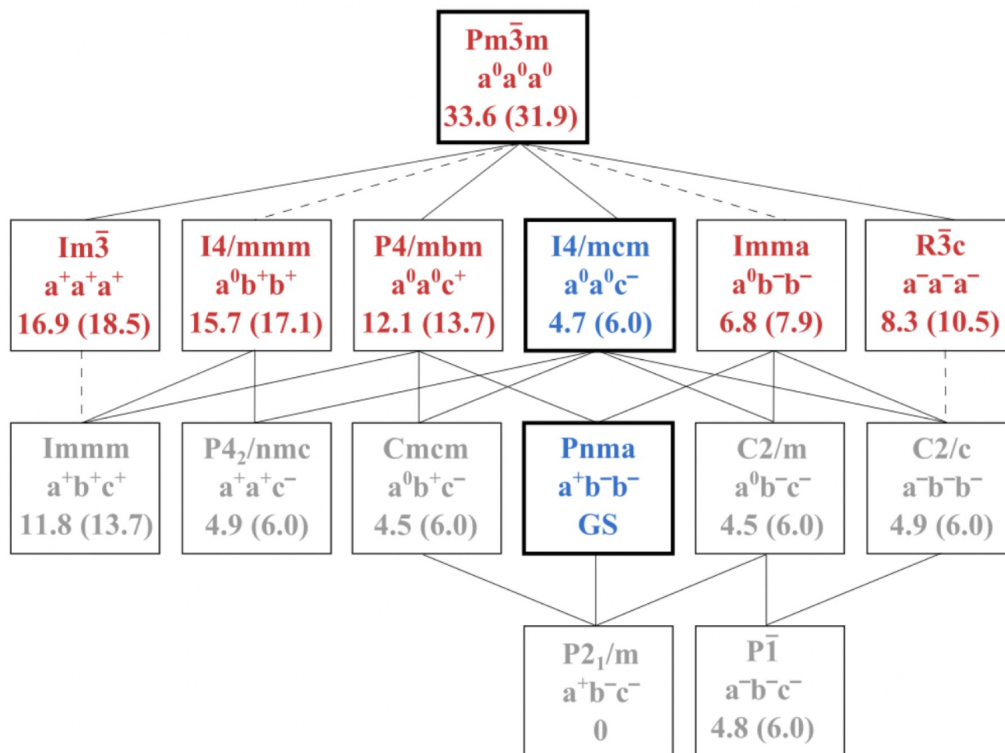 Pm3̅m
a⁰a⁰a⁰
33.6 (31.9)
Im3̅
a⁺a⁺a⁺
16.9 (18.5)
I4/mmm
a⁰b⁺b⁺
15.7 (17.1)
P4/mbm
a⁰a⁰c⁺
12.1 (13.7)
I4/mcm
a⁰a⁰c⁻
4.7 (6.0)
Imma
a⁰b⁻b⁻
6.8 (7.9)
R3̅c
a⁻a⁻a⁻
8.3 (10.5)
Immm
a⁺b⁺c⁺
11.8 (13.7)
P4₂/nmc
a⁺a⁺c⁻
4.9 (6.0)
Cmcm
a⁰b⁺c⁻
4.5 (6.0)
Pnma
a⁺b⁻b⁻
GS
C2/m
a⁰b⁻c⁻
4.5 (6.0)
C2/c
a⁻b⁻b⁻
4.9 (6.0)
P2₁/m
a⁺b⁻c⁻
0
P1̅
a⁻b⁻c⁻
4.8 (6.0)